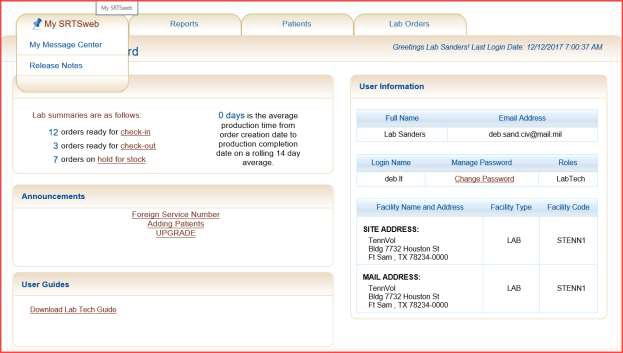 My SRTSweb
My SRTSweb
Reports
Patients
Lab Orders
My Message Center
Release Notes
rd
Greetings Lab Sanders! Last Login Date: 12/12/2017 7:00:37 AM
Lab summaries are as follows:
12 orders ready for check-in
3 orders ready for check-out
7 orders on hold for stock
0 days is the average
production time from
order creation date to
production completion
date on a rolling 14 day
average.
Announcements
Foreign Service Number
Adding Patients
UPGRADE
User Guides
Download Lab Tech Guide
User Information
Full Name Email Address
Lab Sanders deb.sand.civ@mail.mil
Login Name Manage Password Roles
deb.lt Change Password LabTech
Facility Name and Address Facility Type Facility Code
SITE ADDRESS:
TennVol LAB STENN1
Bldg 7732 Houston St
Ft Sam , TX 78234-0000
MAIL ADDRESS:
TennVol LAB STENN1
Bldg 7732 Houston St
Ft Sam , TX 78234-0000